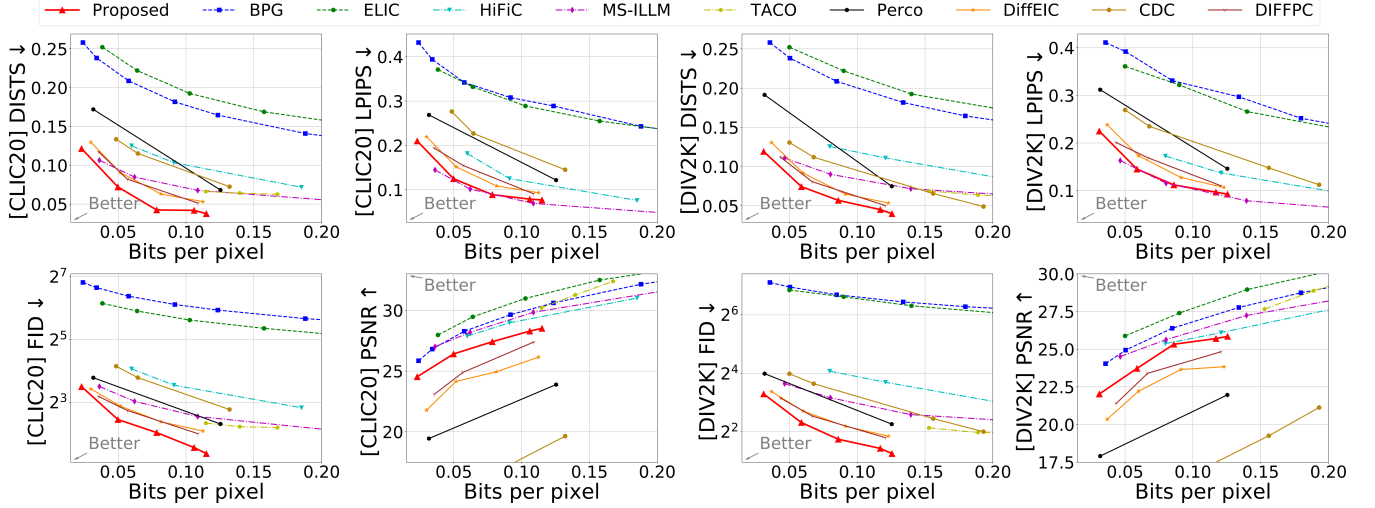 Proposed BPG ELIC HiFiC MS-ILLM TACO Perco DiffEIC CDC DIFFPC
[CLIC20] DISTS ↓
0.25
0.20
0.15
0.10
0.05
Better
0.05 0.10 0.15 0.20
Bits per pixel
[CLIC20] LPIPS ↓
0.4
0.3
0.2
0.1
Better
0.05 0.10 0.15 0.20
Bits per pixel
[DIV2K] DISTS ↓
0.25
0.20
0.15
0.10
0.05
Better
0.05 0.10 0.15 0.20
Bits per pixel
[DIV2K] LPIPS ↓
0.4
0.3
0.2
0.1
Better
0.05 0.10 0.15 0.20
Bits per pixel
[CLIC20] FID ↓
2^7
2^5
2^3
Better
0.05 0.10 0.15 0.20
Bits per pixel
[CLIC20] PSNR ↑
30
25
20
Better
0.05 0.10 0.15 0.20
Bits per pixel
[DIV2K] FID ↓
2^6
2^4
2^2
Better
0.05 0.10 0.15 0.20
Bits per pixel
[DIV2K] PSNR ↑
30.0
27.5
25.0
22.5
20.0
17.5
Better
0.05 0.10 0.15 0.20
Bits per pixel